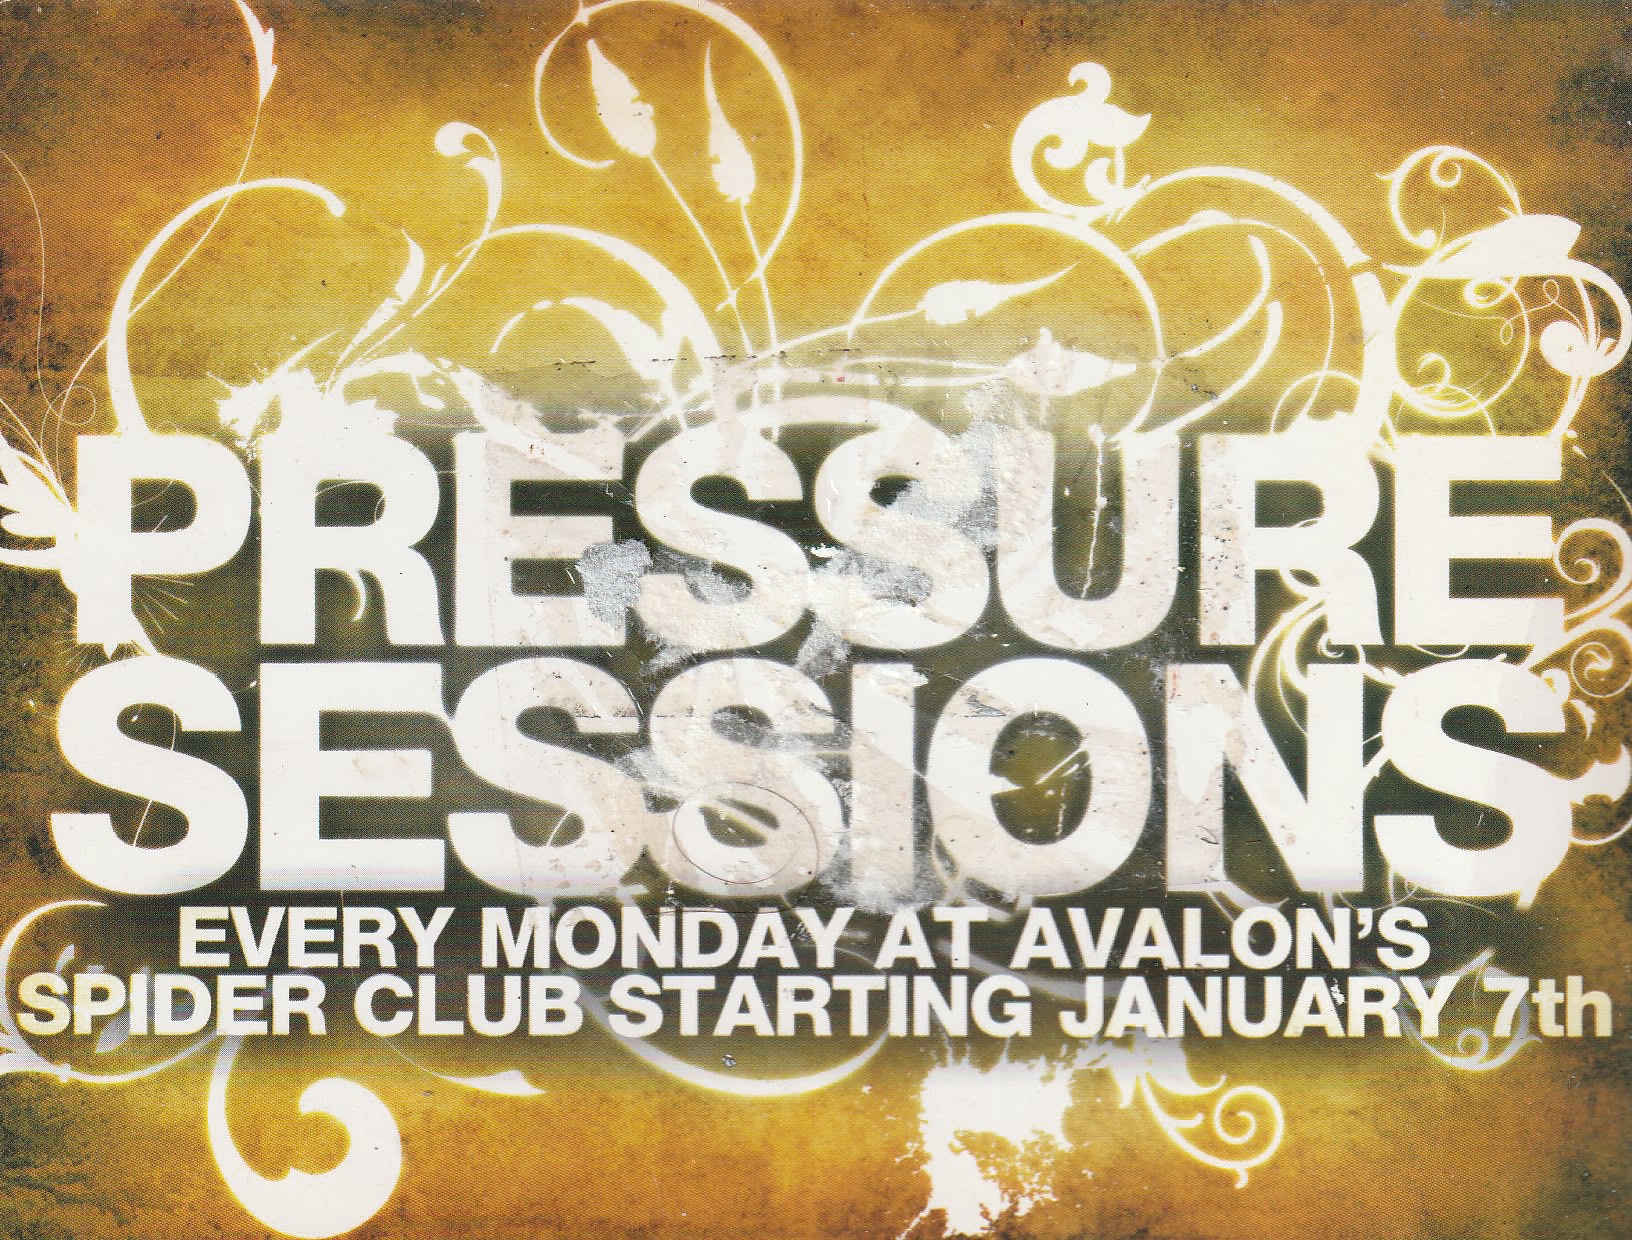 PRESSURE
SESSIONS
EVERY MONDAY AT AVALON'S
SPIDER CLUB STARTING JANUARY 7th